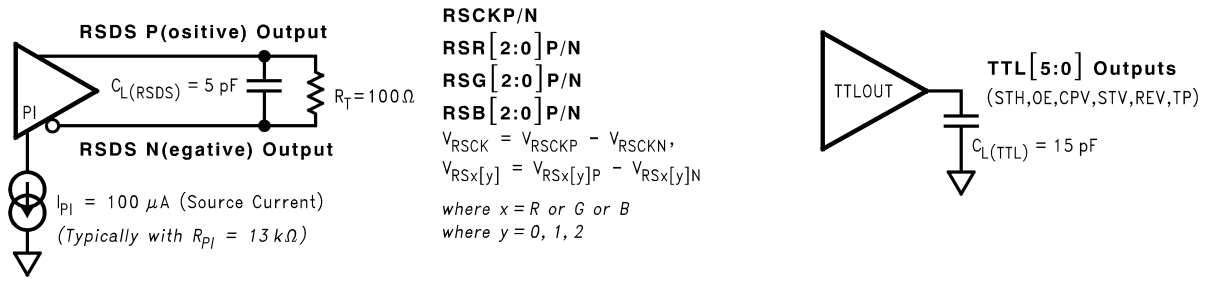 RSDS P(ositive) Output
C_L(RSDS) = 5 pF
R_T=100Ω
PI
RSDS N(egative) Output
I_PI = 100 μA (Source Current)
(Typically with R_PI = 13 kΩ)
RSCKP/N
RSR[2:0]P/N
RSG[2:0]P/N
RSB[2:0]P/N
V_RSCK = V_RSCKP − V_RSCKN,
V_RSx[y] = V_RSx[y]P − V_RSx[y]N
where x = R or G or B
where y = 0, 1, 2
TTLOUT
TTL[5:0] Outputs
(STH,OE,CPV,STV,REV,TP)
C_L(TTL) = 15 pF